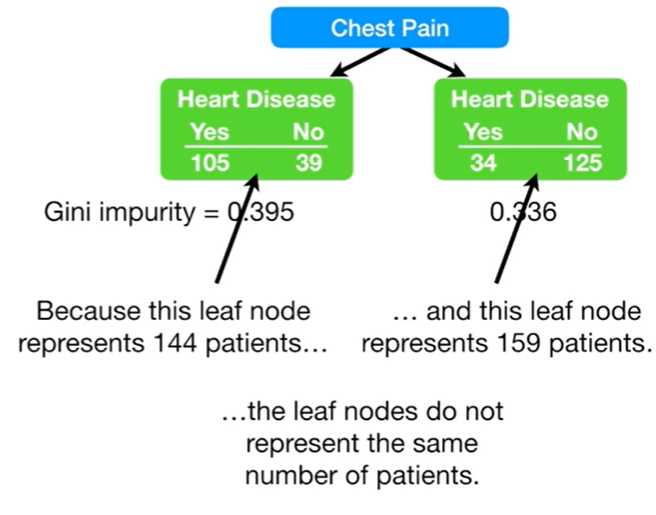 Chest Pain
Heart Disease
Yes No
105 39
Heart Disease
Yes No
34 125
Gini impurity = 0.395
0.336
Because this leaf node
represents 144 patients…
… and this leaf node
represents 159 patients.
…the leaf nodes do not
represent the same
number of patients.